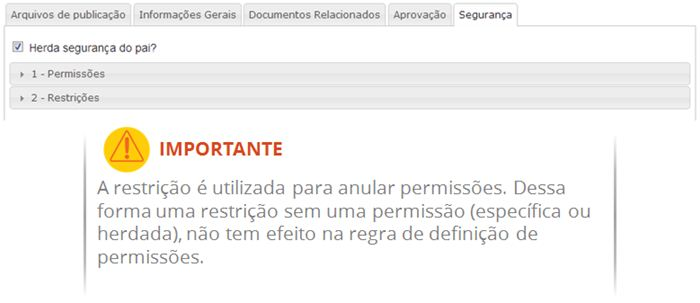 Arquivos de publicação Informações Gerais Documentos Relacionados Aprovação Segurança
Herda segurança do pai?
1 - Permissões
2 - Restrições
IMPORTANTE
A restrição é utilizada para anular permissões. Dessa
forma uma restrição sem uma permissão (específica ou
herdada), não tem efeito na regra de definição de
permissões.